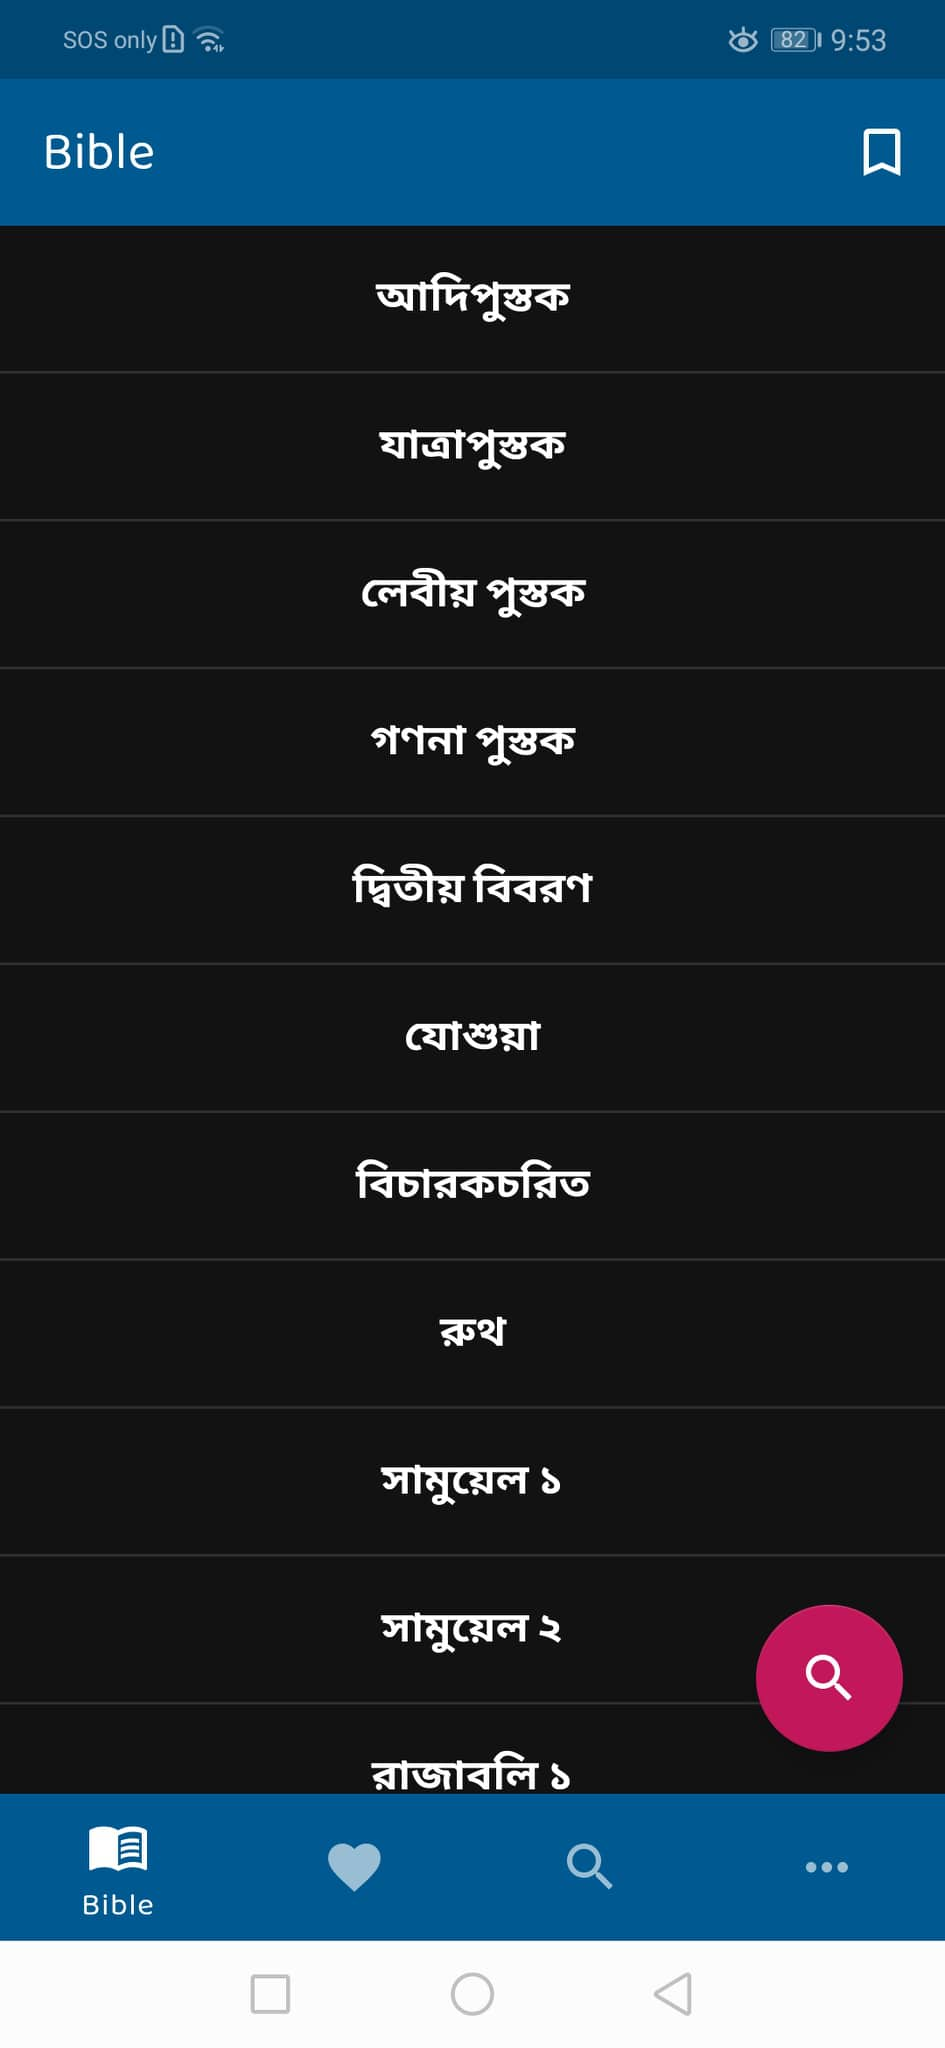 SOS only 82 9:53
Bible
আদিপুস্তক
যাত্রাপুস্তক
লেবীয় পুস্তক
গণনা পুস্তক
দ্বিতীয় বিবরণ
যোশুয়া
বিচারকচরিত
রুথ
সামুয়েল ১
সামুয়েল ২
রাজাবলি ১
Bible